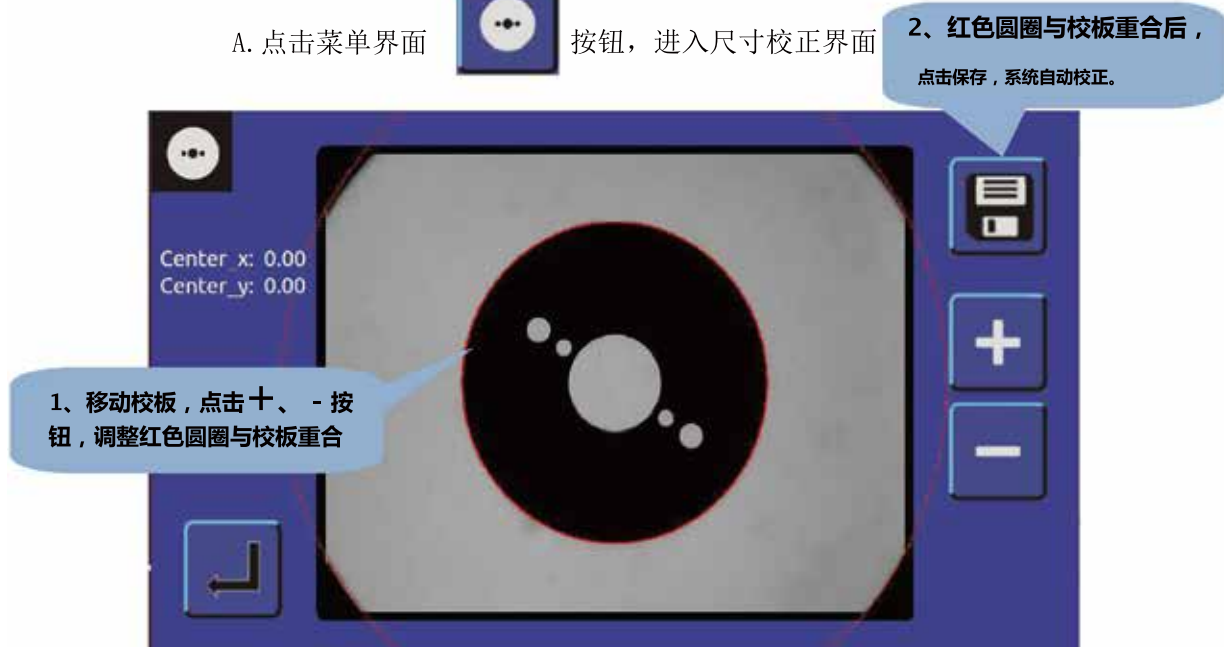 A.点击菜单界面 按钮，进入尺寸校正界面
2、红色圆圈与校板重合后，
点击保存，系统自动校正。
Center_x: 0.00
Center_y: 0.00
1、移动校板，点击＋、 - 按
钮，调整红色圆圈与校板重合